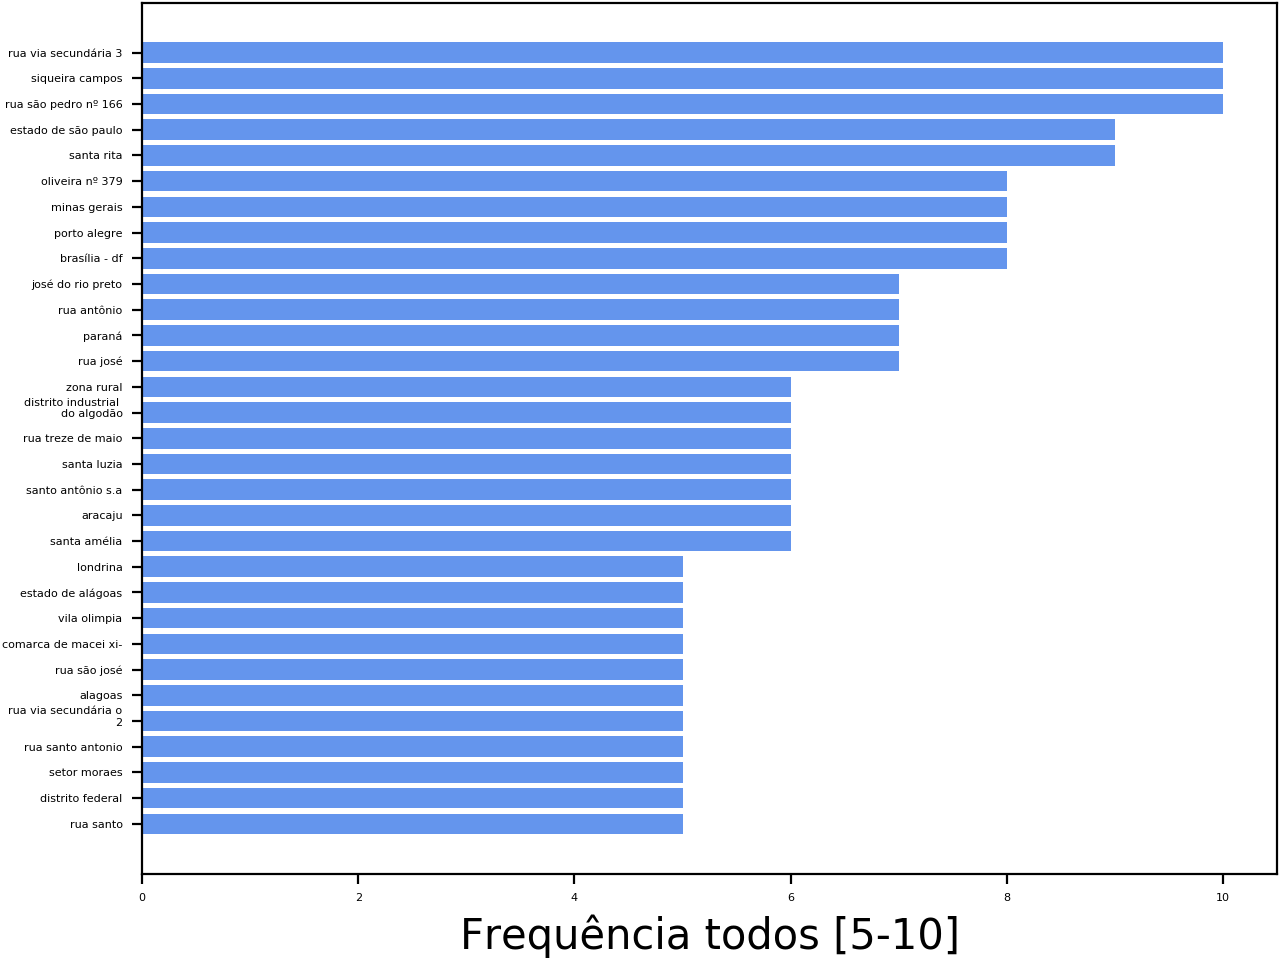 rua via secundária 3
siqueira campos
rua são pedro nº 166
estado de são paulo
santa rita
oliveira nº 379
minas gerais
porto alegre
brasília - df
josé do rio preto
rua antônio
paraná
rua josé
zona rural
distrito industrial
do algodão
rua treze de maio
santa luzia
santo antônio s.a
aracaju
santa amélia
londrina
estado de alágoas
vila olimpia
comarca de macei xi-
rua são josé
alagoas
rua via secundária o
2
rua santo antonio
setor moraes
distrito federal
rua santo
0 2 4 6 8 10
Frequência todos [5-10]